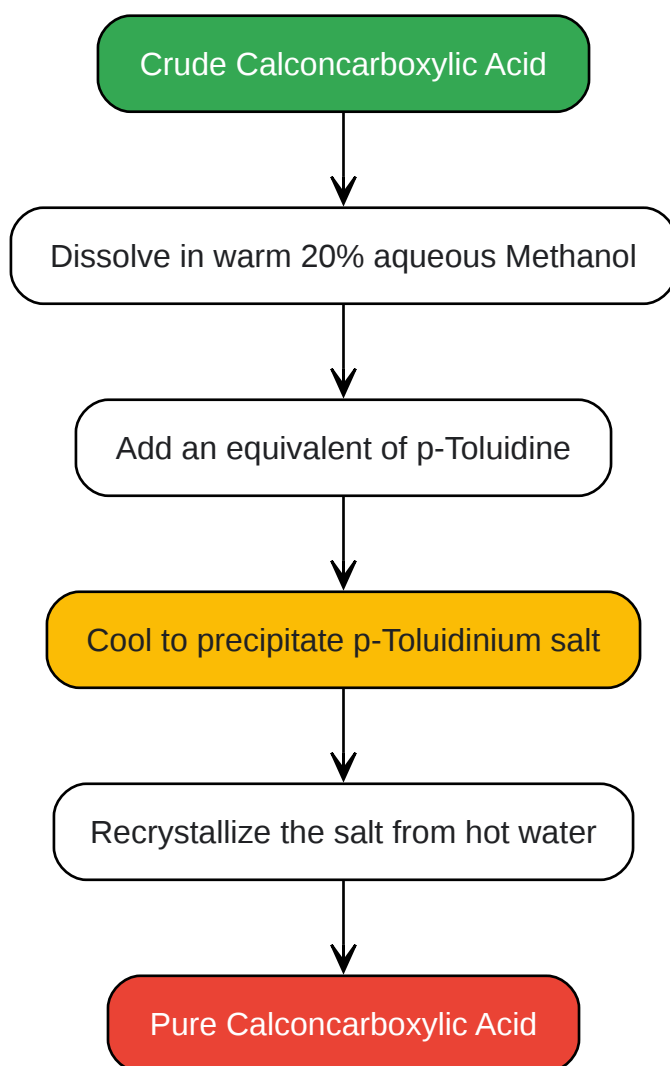 Crude Calconcarboxylic Acid
Dissolve in warm 20% aqueous Methanol
Add an equivalent of p-Toluidine
Cool to precipitate p-Toluidinium salt
Recrystallize the salt from hot water
Pure Calconcarboxylic Acid